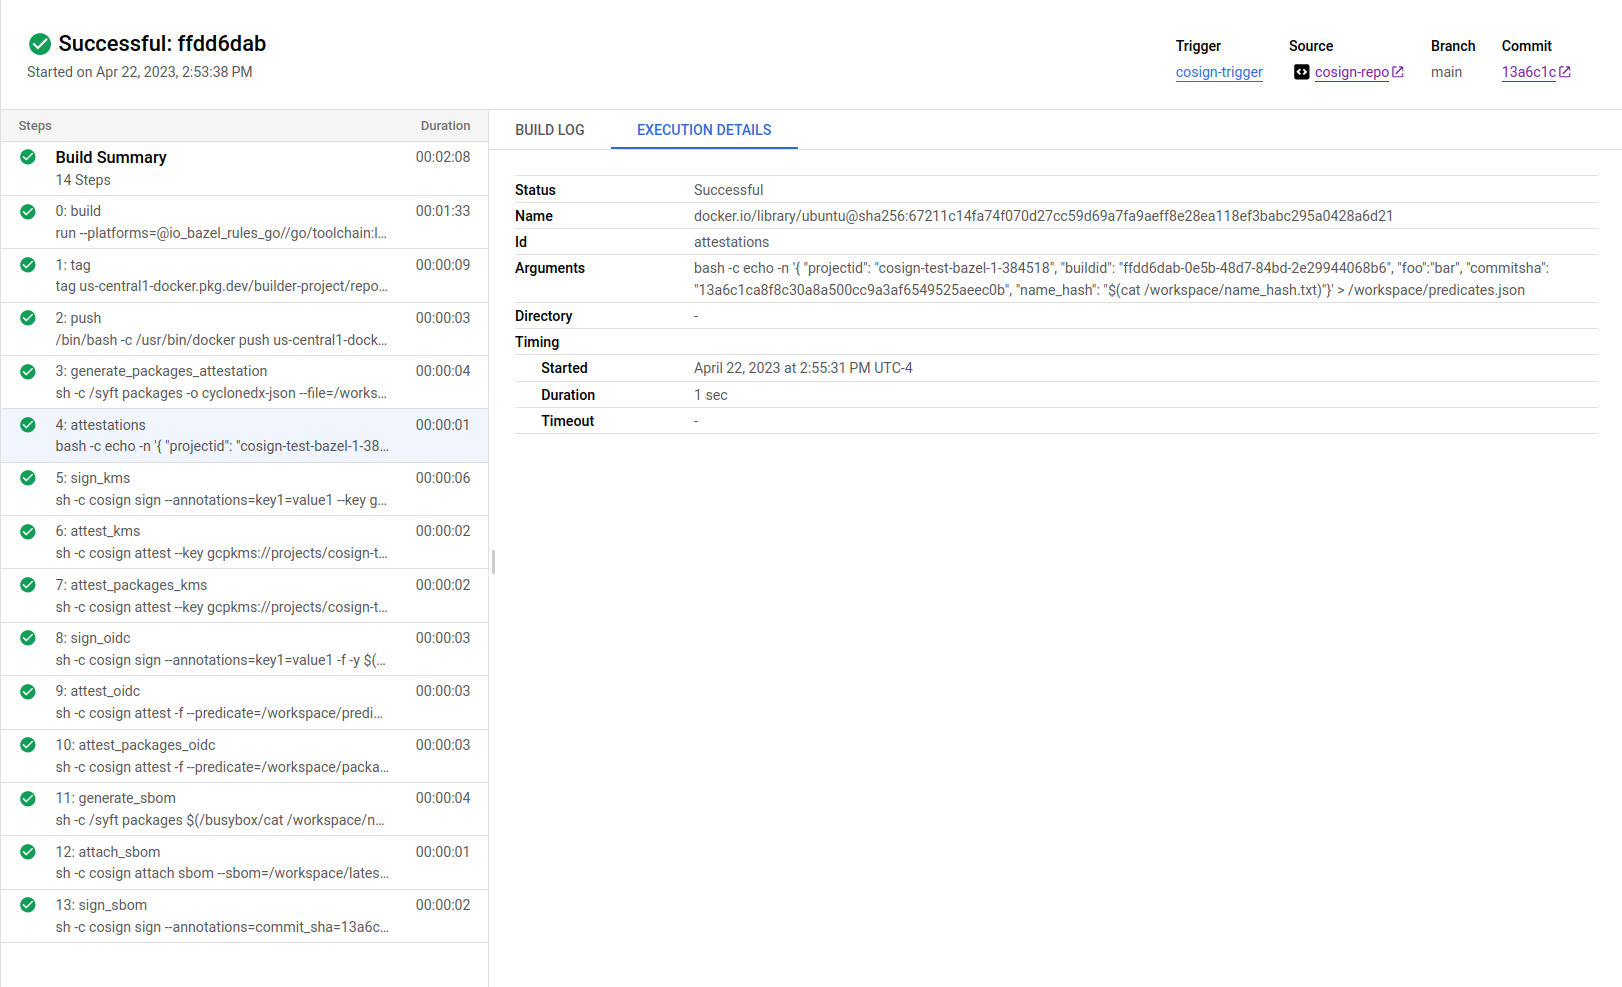 Successful: ffdd6dab
Started on Apr 22, 2023, 2:53:38 PM
Trigger Source Branch Commit
cosign-trigger cosign-repo main 13a6c1c
Steps Duration
Build Summary 00:02:08
14 Steps
0: build 00:01:33
run --platforms=@io_bazel_rules_go//go/toolchain:l...
1: tag 00:00:09
tag us-central1-docker.pkg.dev/builder-project/repo...
2: push 00:00:03
/bin/bash -c /usr/bin/docker push us-central1-dock...
3: generate_packages_attestation 00:00:04
sh -c /syft packages -o cyclonedx-json --file=/works...
4: attestations 00:00:01
bash -c echo -n '{ "projectid": "cosign-test-bazel-1-38...
5: sign_kms 00:00:06
sh -c cosign sign --annotations=key1=value1 --key g...
6: attest_kms 00:00:02
sh -c cosign attest --key gcpkms://projects/cosign-t...
7: attest_packages_kms 00:00:02
sh -c cosign attest --key gcpkms://projects/cosign-t...
8: sign_oidc 00:00:03
sh -c cosign sign --annotations=key1=value1 -f -y $(...
9: attest_oidc 00:00:03
sh -c cosign attest -f --predicate=/workspace/predi...
10: attest_packages_oidc 00:00:03
sh -c cosign attest -f --predicate=/workspace/packa...
11: generate_sbom 00:00:04
sh -c /syft packages $(/busybox/cat /workspace/n...
12: attach_sbom 00:00:01
sh -c cosign attach sbom --sbom=/workspace/lates...
13: sign_sbom 00:00:02
sh -c cosign sign --annotations=commit_sha=13a6c...
BUILD LOG EXECUTION DETAILS
Status Successful
Name docker.io/library/ubuntu@sha256:67211c14fa74f070d27cc59d69a7fa9aeff8e28ea118ef3babc295a0428a6d21
Id attestations
Arguments bash -c echo -n '{ "projectid": "cosign-test-bazel-1-384518", "buildid": "ffdd6dab-0e5b-48d7-84bd-2e29944068b6", "foo":"bar", "commitsha":
"13a6c1ca8f8c30a8a500cc9a3af6549525aeec0b", "name_hash": "$(cat /workspace/name_hash.txt)"}' > /workspace/predicates.json
Directory -
Timing
Started April 22, 2023 at 2:55:31 PM UTC-4
Duration 1 sec
Timeout -